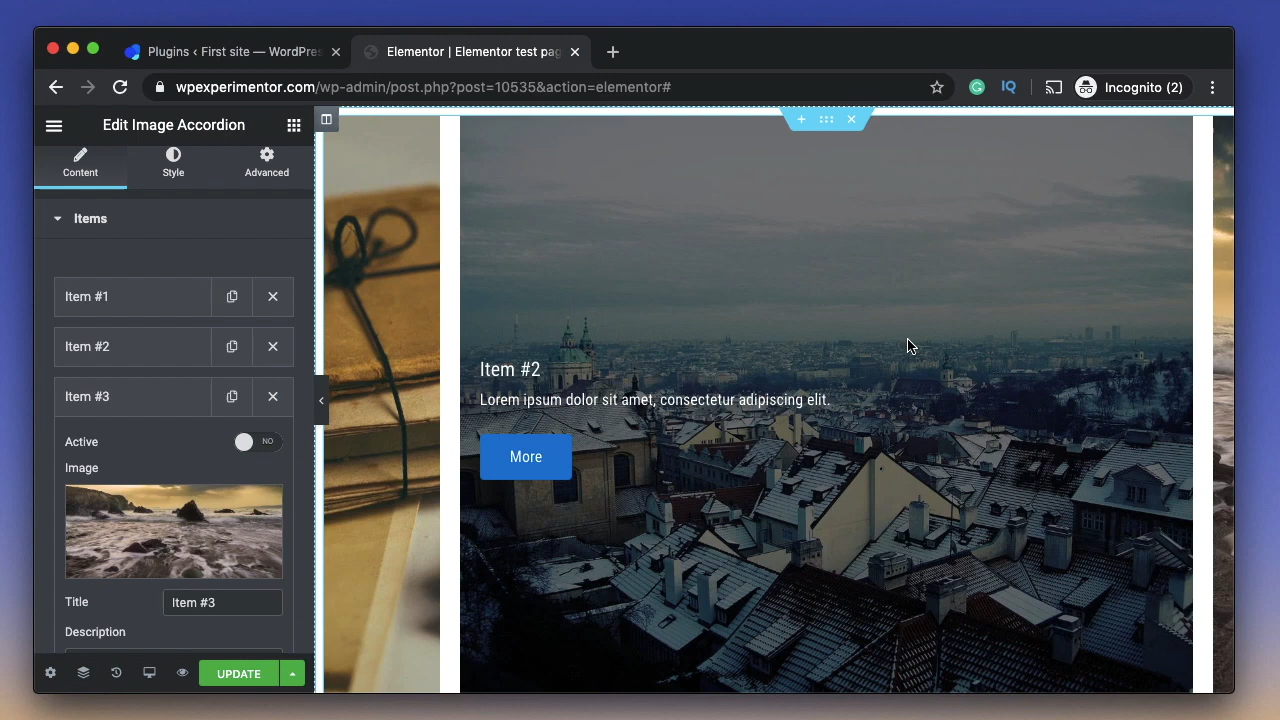 Plugins ‹ First site — WordPres
Elementor | Elementor test pag
wpexperimentor.com/wp-admin/post.php?post=10535&action=elementor#
IQ
Incognito (2)
Edit Image Accordion
Content
Style
Advanced
Items
Item #1
Item #2
Item #3
Active
NO
Image
Title
Item #3
Description
UPDATE
Item #2
Lorem ipsum dolor sit amet, consectetur adipiscing elit.
More